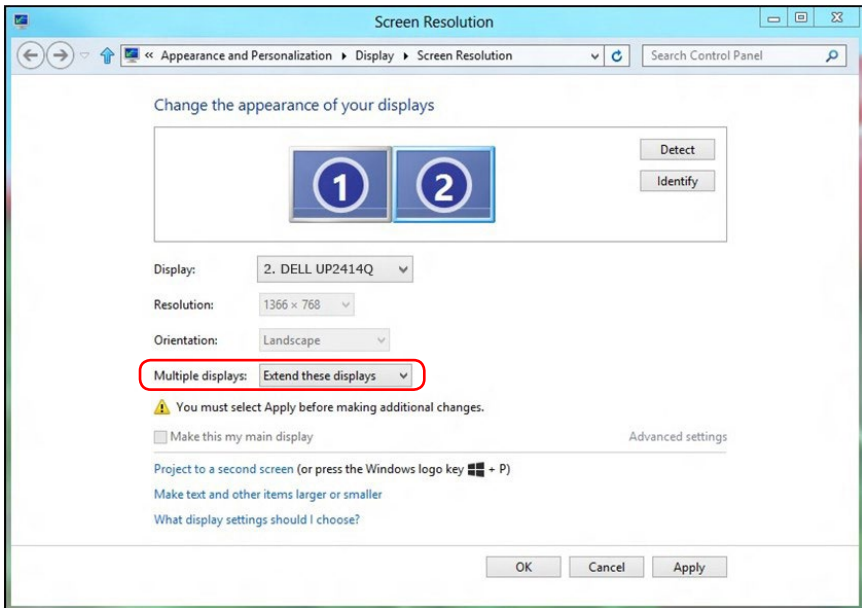 Screen Resolution
« Appearance and Personalization ▸ Display ▸ Screen Resolution
Search Control Panel
Change the appearance of your displays
1 2
Detect
Identify
Display: 2. DELL UP2414Q
Resolution: 1366 × 768
Orientation: Landscape
Multiple displays: Extend these displays
You must select Apply before making additional changes.
Make this my main display Advanced settings
Project to a second screen (or press the Windows logo key + P)
Make text and other items larger or smaller
What display settings should I choose?
OK Cancel Apply